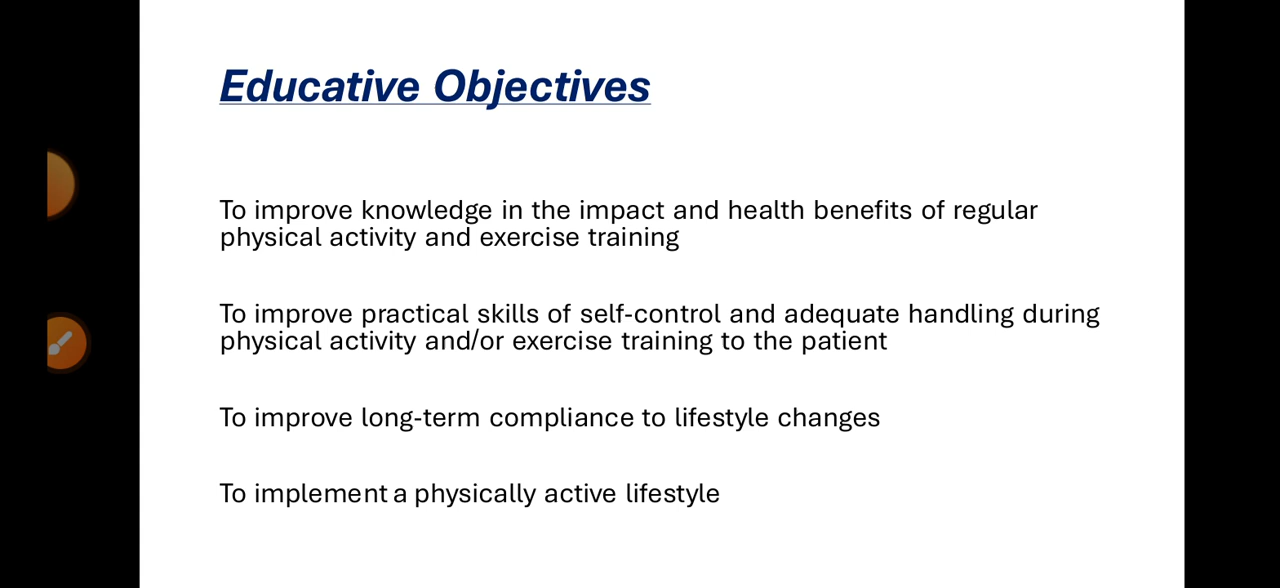 Educative Objectives
To improve knowledge in the impact and health benefits of regular
physical activity and exercise training
To improve practical skills of self-control and adequate handling during
physical activity and/or exercise training to the patient
To improve long-term compliance to lifestyle changes
To implement a physically active lifestyle